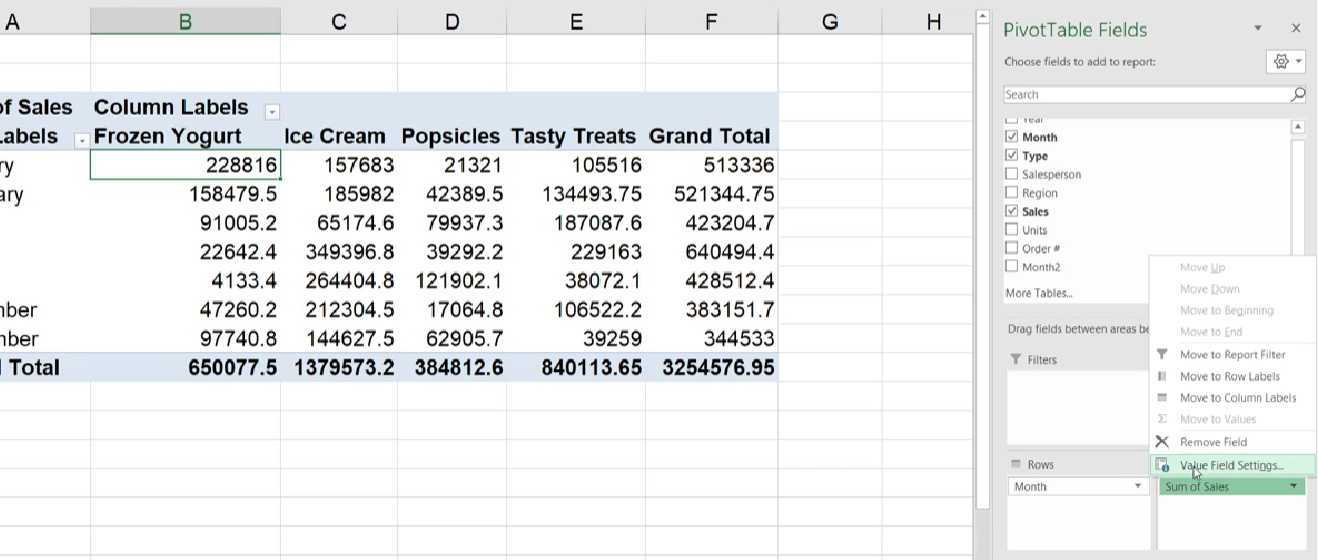 A B C D E F G H
PivotTable Fields
Choose fields to add to report:
Search
of Sales Column Labels
abels Frozen Yogurt Ice Cream Popsicles Tasty Treats Grand Total
ry 228816 157683 21321 105516 513336
ary 158479.5 185982 42389.5 134493.75 521344.75
91005.2 65174.6 79937.3 187087.6 423204.7
22642.4 349396.8 39292.2 229163 640494.4
4133.4 264404.8 121902.1 38072.1 428512.4
mber 47260.2 212304.5 17064.8 106522.2 383151.7
mber 97740.8 144627.5 62905.7 39259 344533
Total 650077.5 1379573.2 384812.6 840113.65 3254576.95
Year
Month
Type
Salesperson
Region
Sales
Units
Order #
Month2
More Tables...
Drag fields between areas be
Filters
Rows
Month
Move Up
Move Down
Move to Beginning
Move to End
Move to Report Filter
Move to Row Labels
Move to Column Labels
Σ Move to Values
Remove Field
Value Field Settings...
Sum of Sales